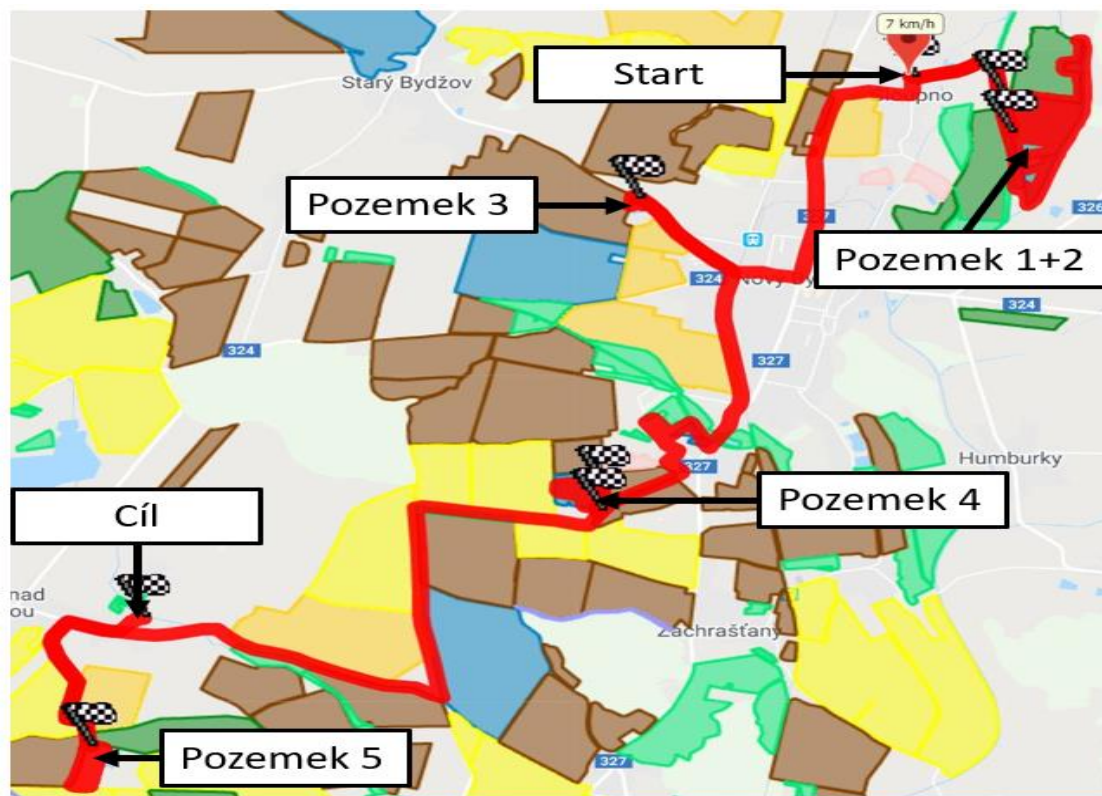 7 km/h
Start
Starý Bydžov
Pozemek 3
327
326
Pozemek 1+2
324
324
324
327
Humburky
327
Pozemek 4
Cíl
nad
Zachrašťany
Pozemek 5
327